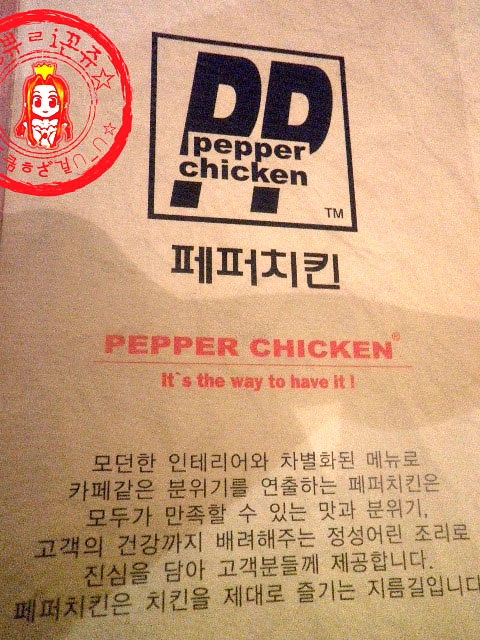 pepper
chicken
TM
페퍼치킨
PEPPER CHICKEN®
It`s the way to have it !
모던한 인테리어와 차별화된 메뉴로
카페같은 분위기를 연출하는 페퍼치킨은
모두가 만족할 수 있는 맛과 분위기,
고객의 건강까지 배려해주는 정성어린 조리로
진심을 담아 고객분들께 제공합니다.
페퍼치킨은 치킨을 제대로 즐기는 지름길입니다